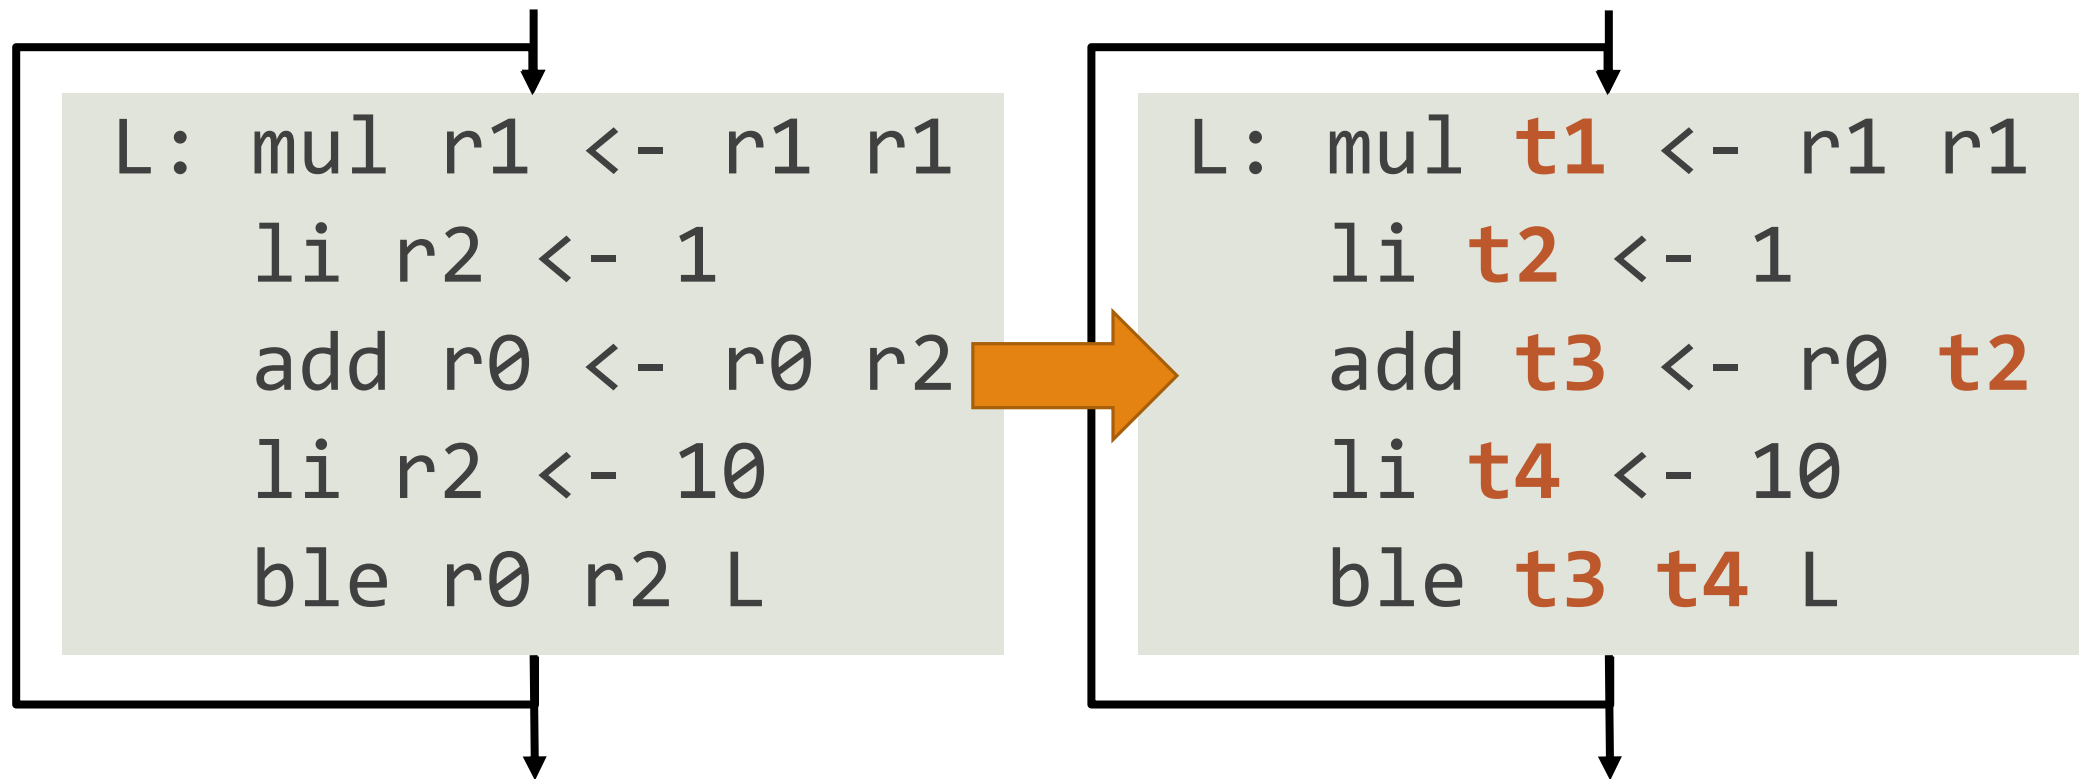 L: mul r1 <- r1 r1
li r2 <- 1
add r0 <- r0 r2
li r2 <- 10
ble r0 r2 L
L: mul t1 <- r1 r1
li t2 <- 1
add t3 <- r0 t2
li t4 <- 10
ble t3 t4 L